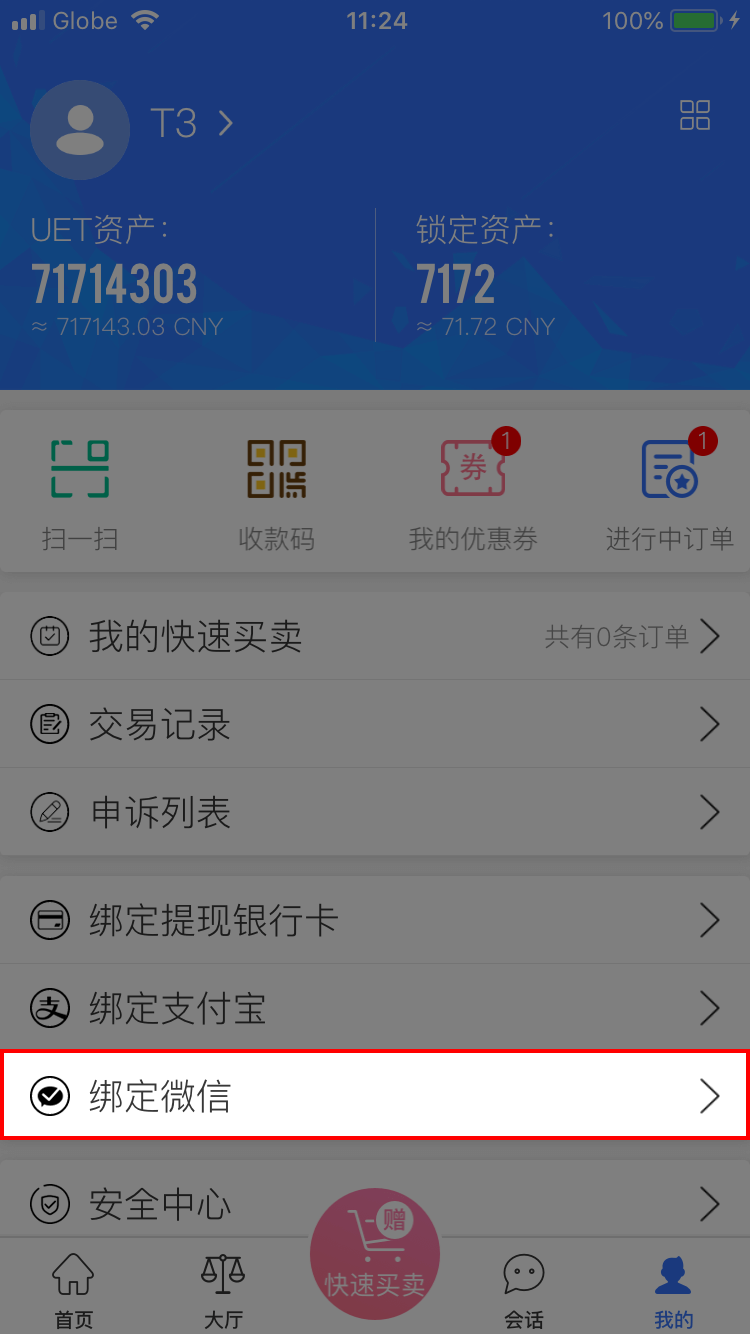 Globe 11:24 100%
T3
UET资产: 锁定资产:
71714303 7172
≈ 717143.03 CNY ≈ 71.72 CNY
券 1 1
扫一扫 收款码 我的优惠券 进行中订单
我的快速买卖 共有0条订单
交易记录
申诉列表
绑定提现银行卡
支 绑定支付宝
绑定微信
安全中心
赠
快速买卖
首页 大厅 会话 我的